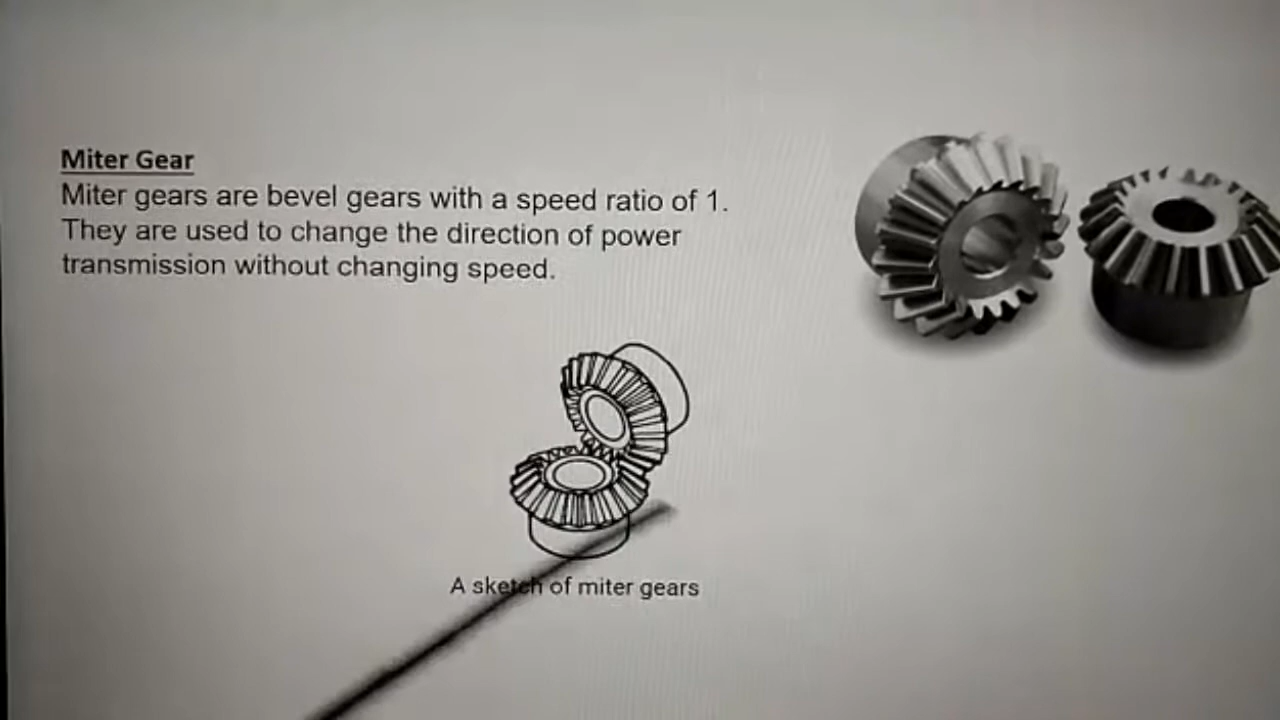 Miter Gear
Miter gears are bevel gears with a speed ratio of 1.
They are used to change the direction of power
transmission without changing speed.
A sketch of miter gears